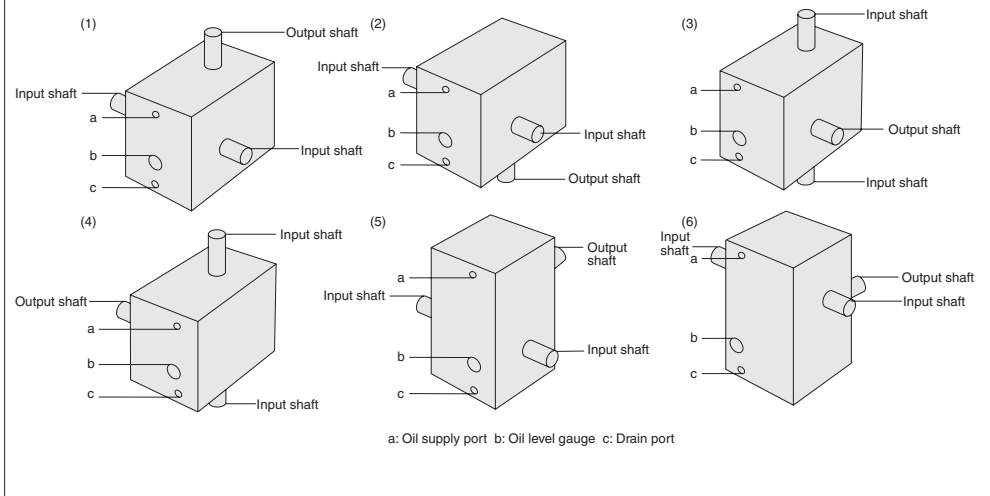 (1)
Output shaft
Input shaft
a
b
Input shaft
c
(2)
Input shaft
a
b
Input shaft
c
Output shaft
(3)
Input shaft
a
b
Output shaft
c
Input shaft
(4)
Input shaft
Output shaft
a
b
c
Input shaft
(5)
Output
shaft
a
Input shaft
b
Input shaft
c
(6)
Input
shaft
a
Output shaft
Input shaft
b
c
a: Oil supply port b: Oil level gauge c: Drain port